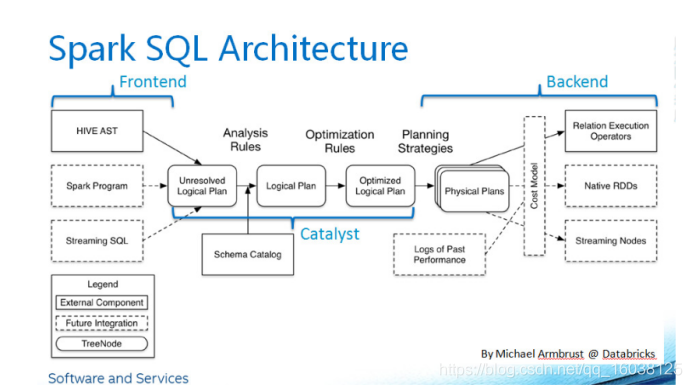 Spark SQL Architecture
Frontend
Backend
HIVE AST
Analysis
Rules
Optimization
Rules
Planning
Strategies
Relation Execution
Operators
Spark Program
Unresolved
Logical Plan
Logical Plan
Optimized
Logical Plan
Physical Plans
Cost Model
Native RDDs
Streaming SQL
Catalyst
Schema Catalog
Logs of Past
Performance
Streaming Nodes
Legend
External Component
Future Integration
TreeNode
By Michael Armbrust @ Databricks
https://blog.csdn.net/qq_16038125
Software and Services